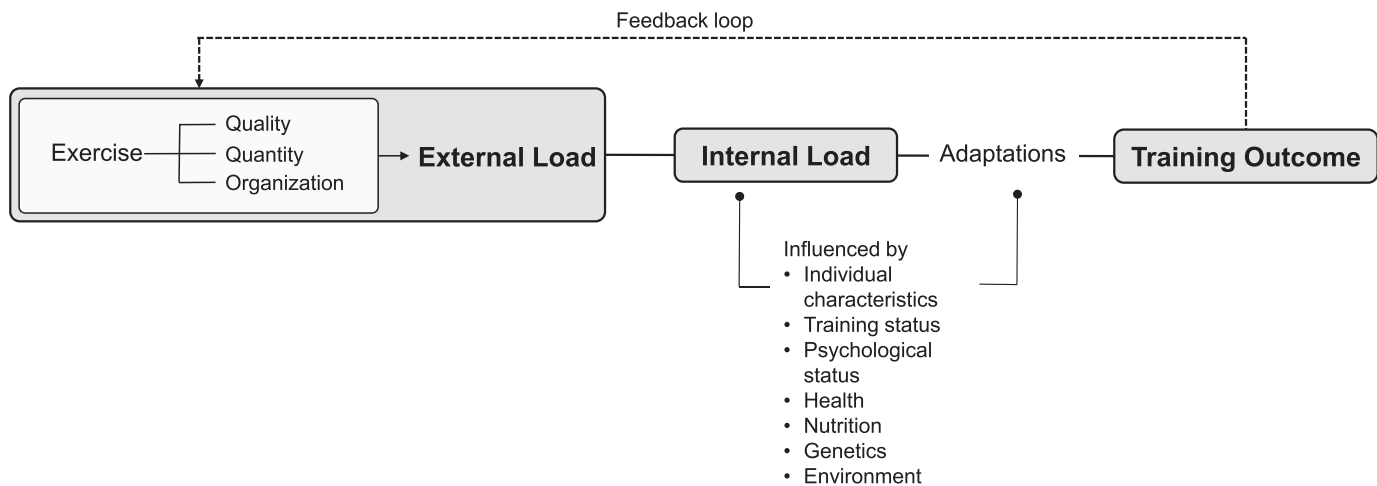 Feedback loop
Exercise
Quality
Quantity
Organization
External Load
Internal Load
Adaptations
Training Outcome
Influenced by
• Individual
characteristics
• Training status
• Psychological
status
• Health
• Nutrition
• Genetics
• Environment